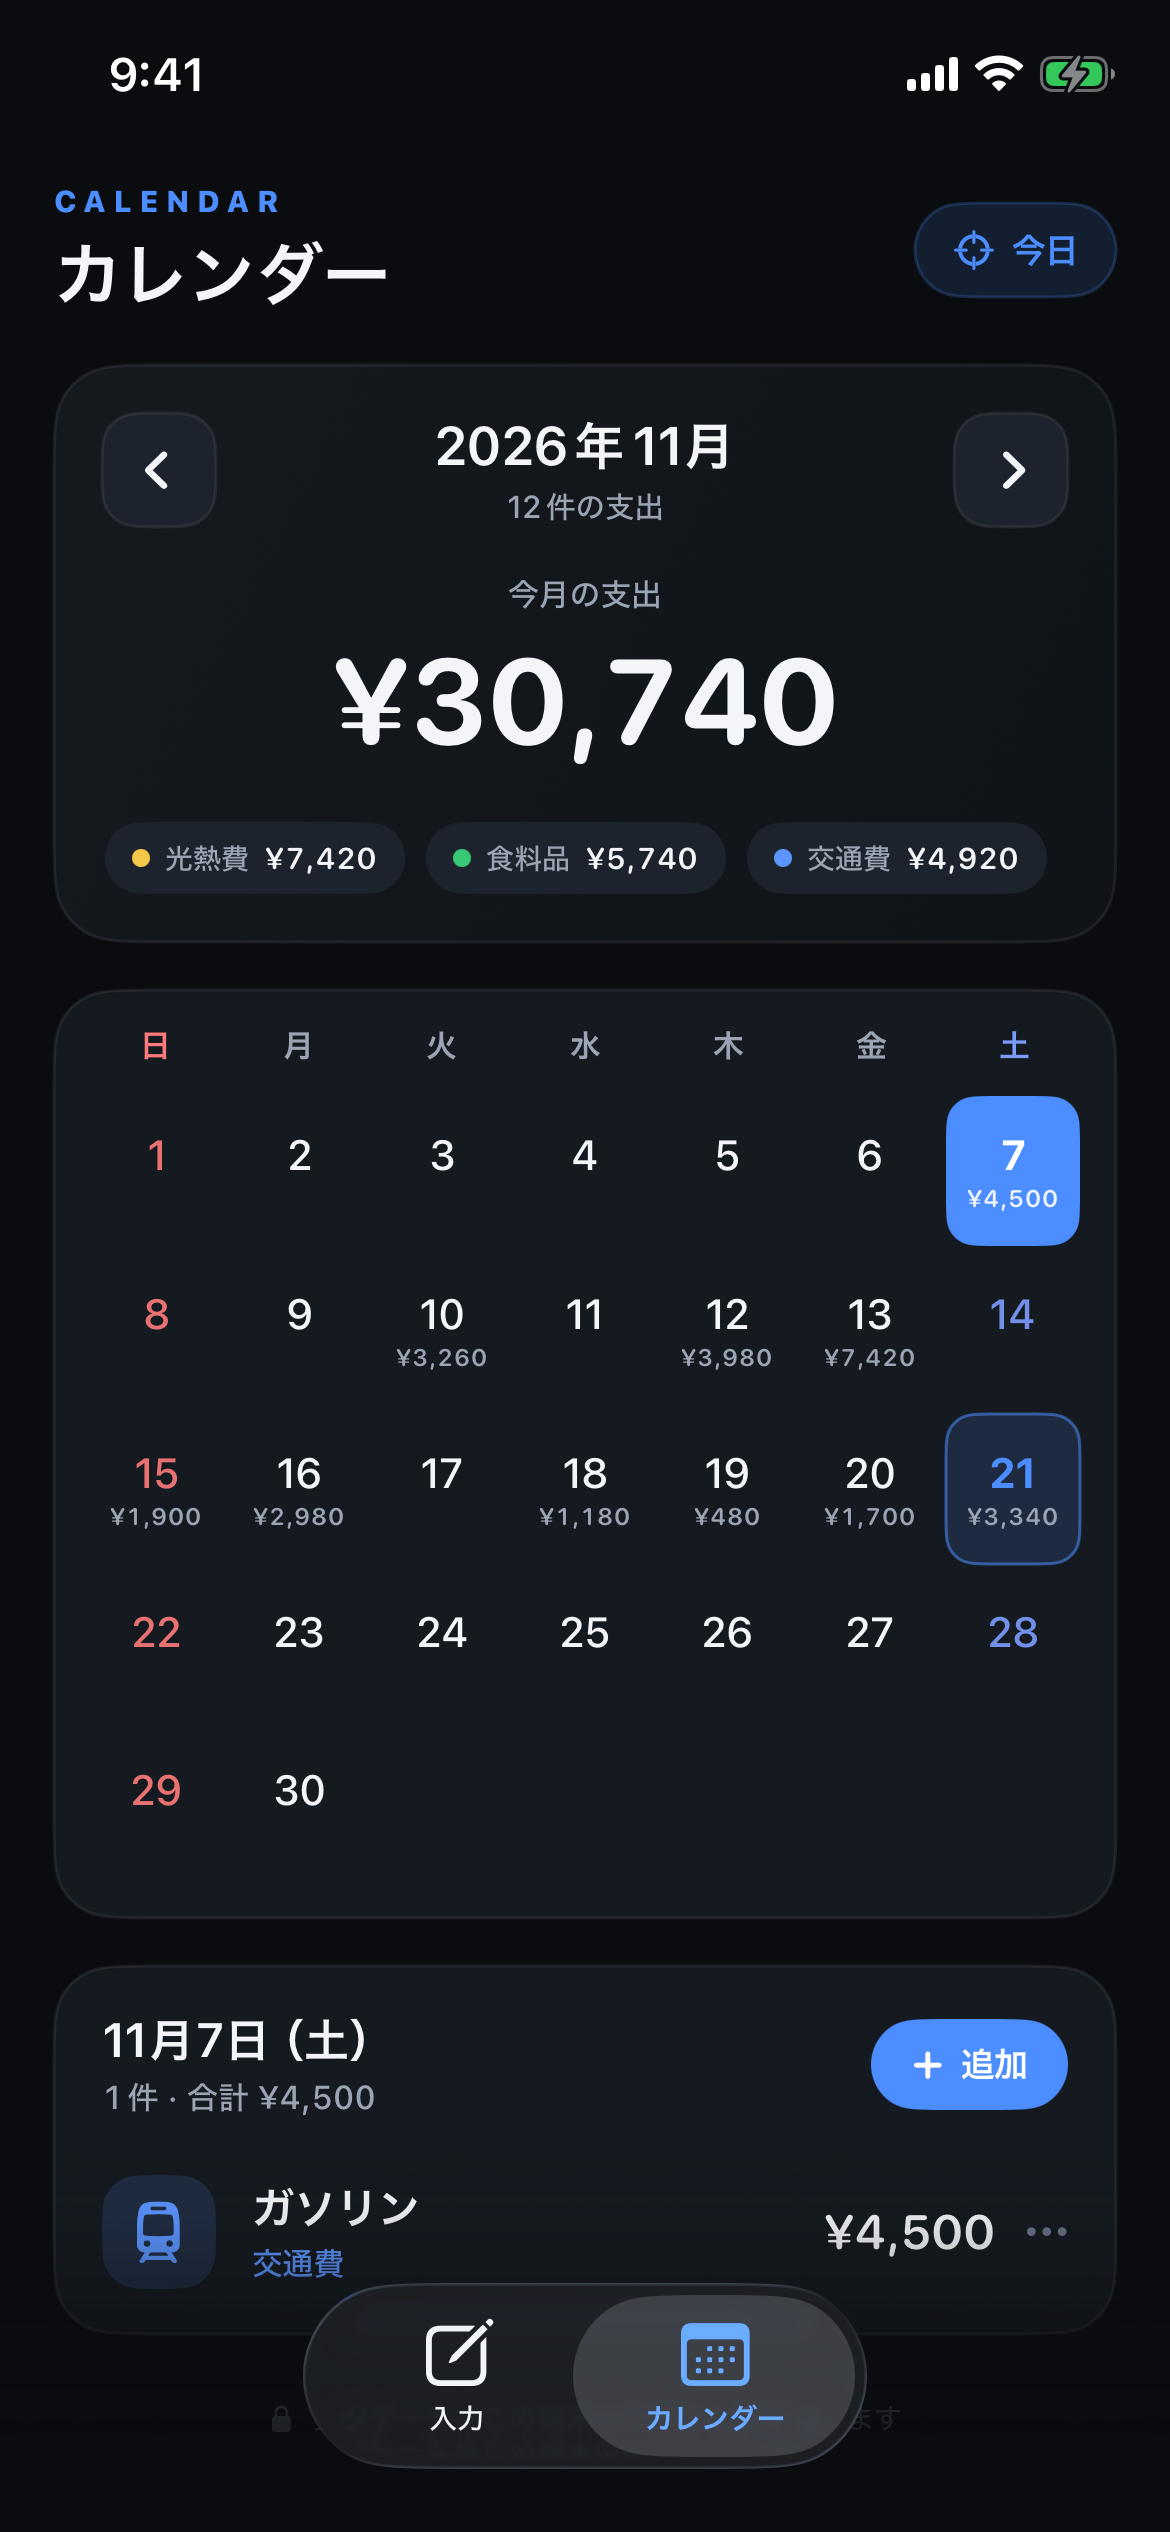 9:41
CALENDAR
カレンダー
今日
2026年11月
12件の支出
今月の支出
¥30,740
光熱費 ¥7,420
食料品 ¥5,740
交通費 ¥4,920
日 月 火 水 木 金 土
1 2 3 4 5 6 7
¥4,500
8 9 10 11 12 13 14
¥3,260 ¥3,980 ¥7,420
15 16 17 18 19 20 21
¥1,900 ¥2,980 ¥1,180 ¥480 ¥1,700 ¥3,340
22 23 24 25 26 27 28
29 30
11月7日（土）
1件 · 合計 ¥4,500
追加
ガソリン
交通費
¥4,500
入力
カレンダー
ます